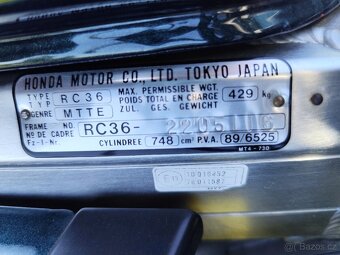 HONDA MOTOR CO., LTD. TOKYO JAPAN
TYPE RC36 MAX. PERMISSIBLE WGT.
TYP POIDS TOTAL EN CHARGE 429 kg
GENRE MTTE ZUL. GES. GEWICHT
FRAME NO
Nº DE CADRE RC36-2205106
Fz-I-Nr. CYLINDREE 748 cm³ P.V.A. 89/6525
MT4-730